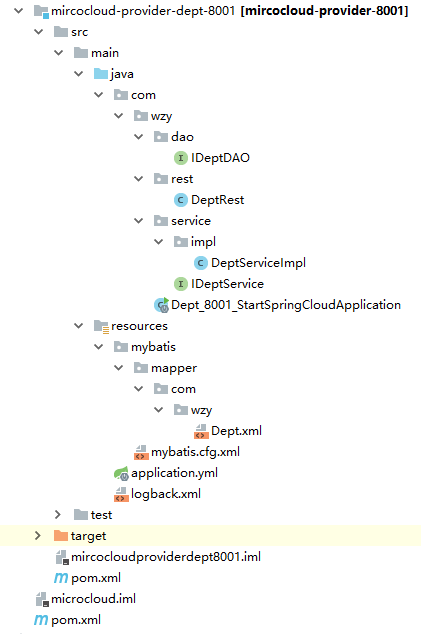 mircocloud-provider-dept-8001 [mircocloud-provider-8001]
src
main
java
com
wzy
dao
IDeptDAO
rest
DeptRest
service
impl
DeptServiceImpl
IDeptService
Dept_8001_StartSpringCloudApplication
resources
mybatis
mapper
com
wzy
Dept.xml
mybatis.cfg.xml
application.yml
logback.xml
test
target
mircocloudproviderdept8001.iml
pom.xml
microcloud.iml
pom.xml